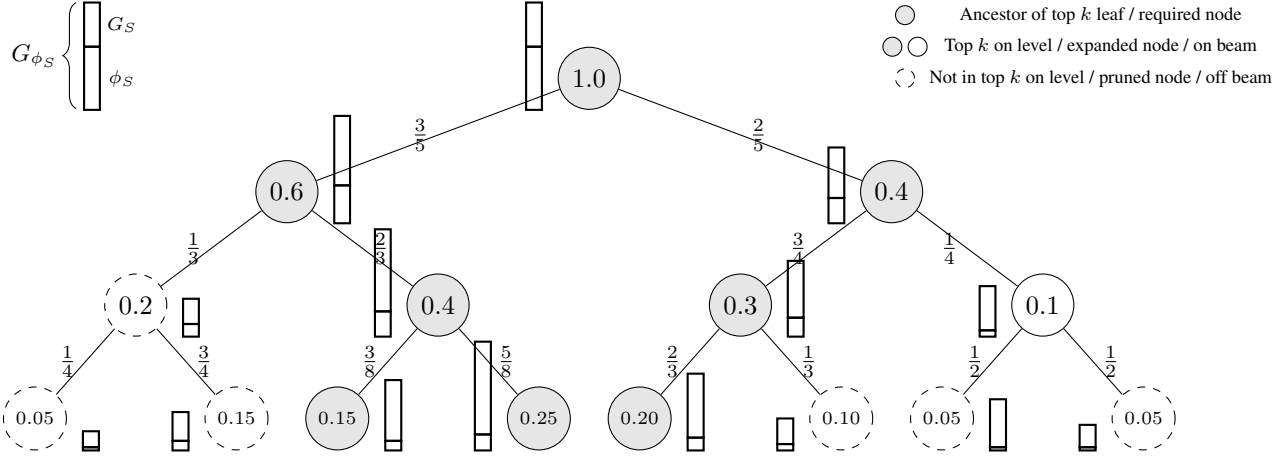 G_S
G_{ϕ_S}
ϕ_S
Ancestor of top k leaf / required node
Top k on level / expanded node / on beam
Not in top k on level / pruned node / off beam
1.0
3/5 2/5
0.6 0.4
1/3 2/3 3/4 1/4
0.2 0.4 0.3 0.1
1/4 3/4 3/8 5/8 2/3 1/3 1/2 1/2
0.05 0.15 0.15 0.25 0.20 0.10 0.05 0.05